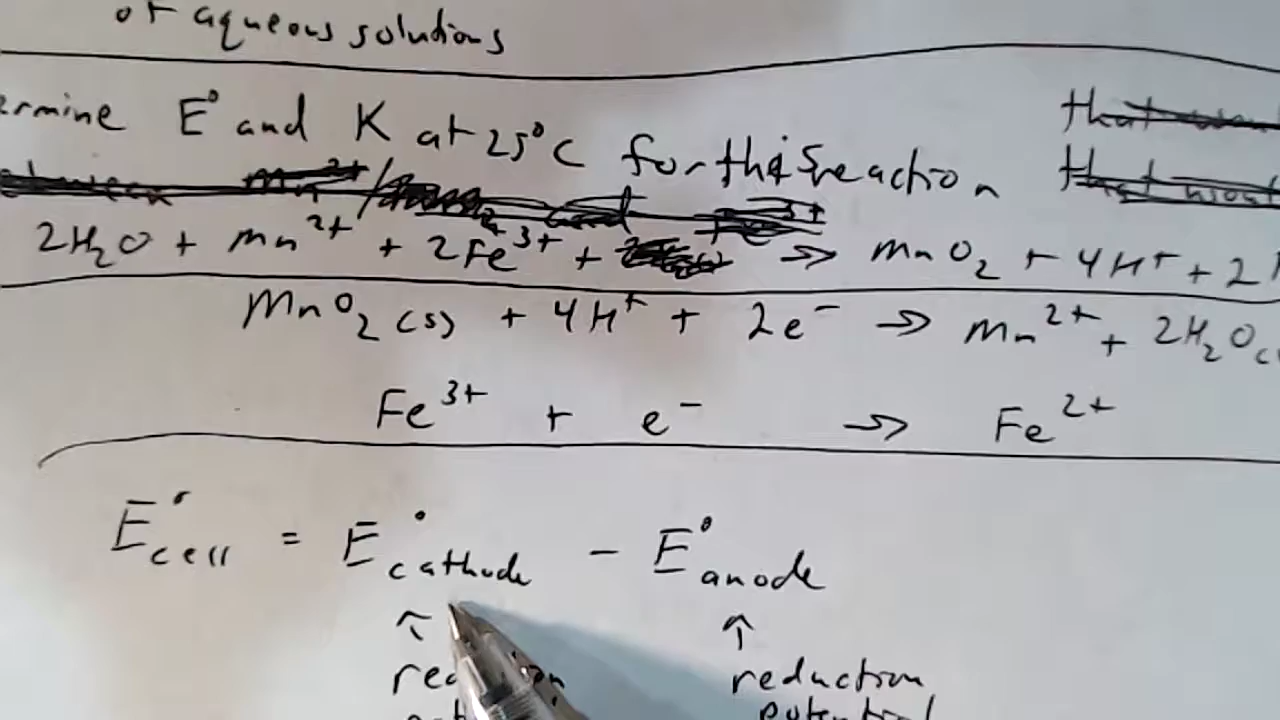 of aqueous solutions
ermine E° and K at 25°C for this reaction
2H₂O + Mn²⁺ + 2Fe³⁺ + → MnO₂ + 4H⁺ + 2
MnO₂(s) + 4H⁺ + 2e⁻ → Mn²⁺ + 2H₂O
Fe³⁺ + e⁻ → Fe²⁺
E°cell = E°cathode − E°anode
↑ ↑
reduction
potential